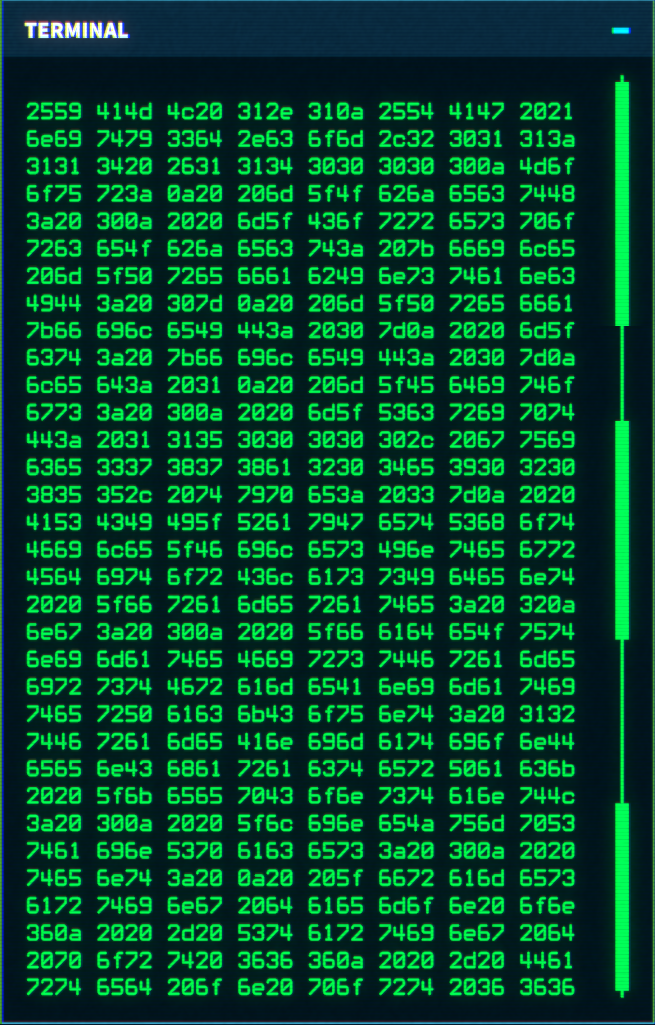 TERMINAL
2559 414d 4c20 312e 310a 2554 4147 2021
6e69 7479 3364 2e63 6f6d 2c32 3031 313a
3131 3420 2631 3134 3030 3030 300a 4d6f
6f75 723a 0a20 206d 5f4f 626a 6563 7448
3a20 300a 2020 6d5f 436f 7272 6573 706f
7263 654f 626a 6563 743a 207b 6669 6c65
206d 5f50 7265 6661 6249 6e73 7461 6e63
4944 3a20 307d 0a20 206d 5f50 7265 6661
7b66 696c 6549 443a 2030 7d0a 2020 6d5f
6374 3a20 7b66 696c 6549 443a 2030 7d0a
6c65 643a 2031 0a20 206d 5f45 6469 746f
6773 3a20 300a 2020 6d5f 5363 7269 7074
443a 2031 3135 3030 3030 302c 2067 7569
6365 3337 3837 3861 3230 3465 3930 3230
3835 352c 2074 7970 653a 2033 7d0a 2020
4153 4349 495f 5261 7947 6574 5368 6f74
4669 6c65 5f46 696c 6573 496e 7465 6772
4564 6974 6f72 436c 6173 7349 6465 6e74
2020 5f66 7261 6d65 7261 7465 3a20 320a
6e67 3a20 300a 2020 5f66 6164 654f 7574
6e69 6d61 7465 4669 7273 7446 7261 6d65
6972 7374 4672 616d 6541 6e69 6d61 7469
7465 7250 6163 6b43 6f75 6e74 3a20 3132
7446 7261 6d65 416e 696d 6174 696f 6e44
6565 6e43 6861 7261 6374 6572 5061 636b
2020 5f6b 6565 7043 6f6e 7374 616e 744c
3a20 300a 2020 5f6c 696e 654a 756d 7053
7461 696e 5370 6163 6573 3a20 300a 2020
7465 6e74 3a20 0a20 205f 6672 616d 6573
6172 7469 6e67 2064 6165 6d6f 6e20 6f6e
360a 2020 2d20 5374 6172 7469 6e67 2064
2070 6f72 7420 3636 360a 2020 2d20 4461
7274 6564 206f 6e20 706f 7274 2036 3636